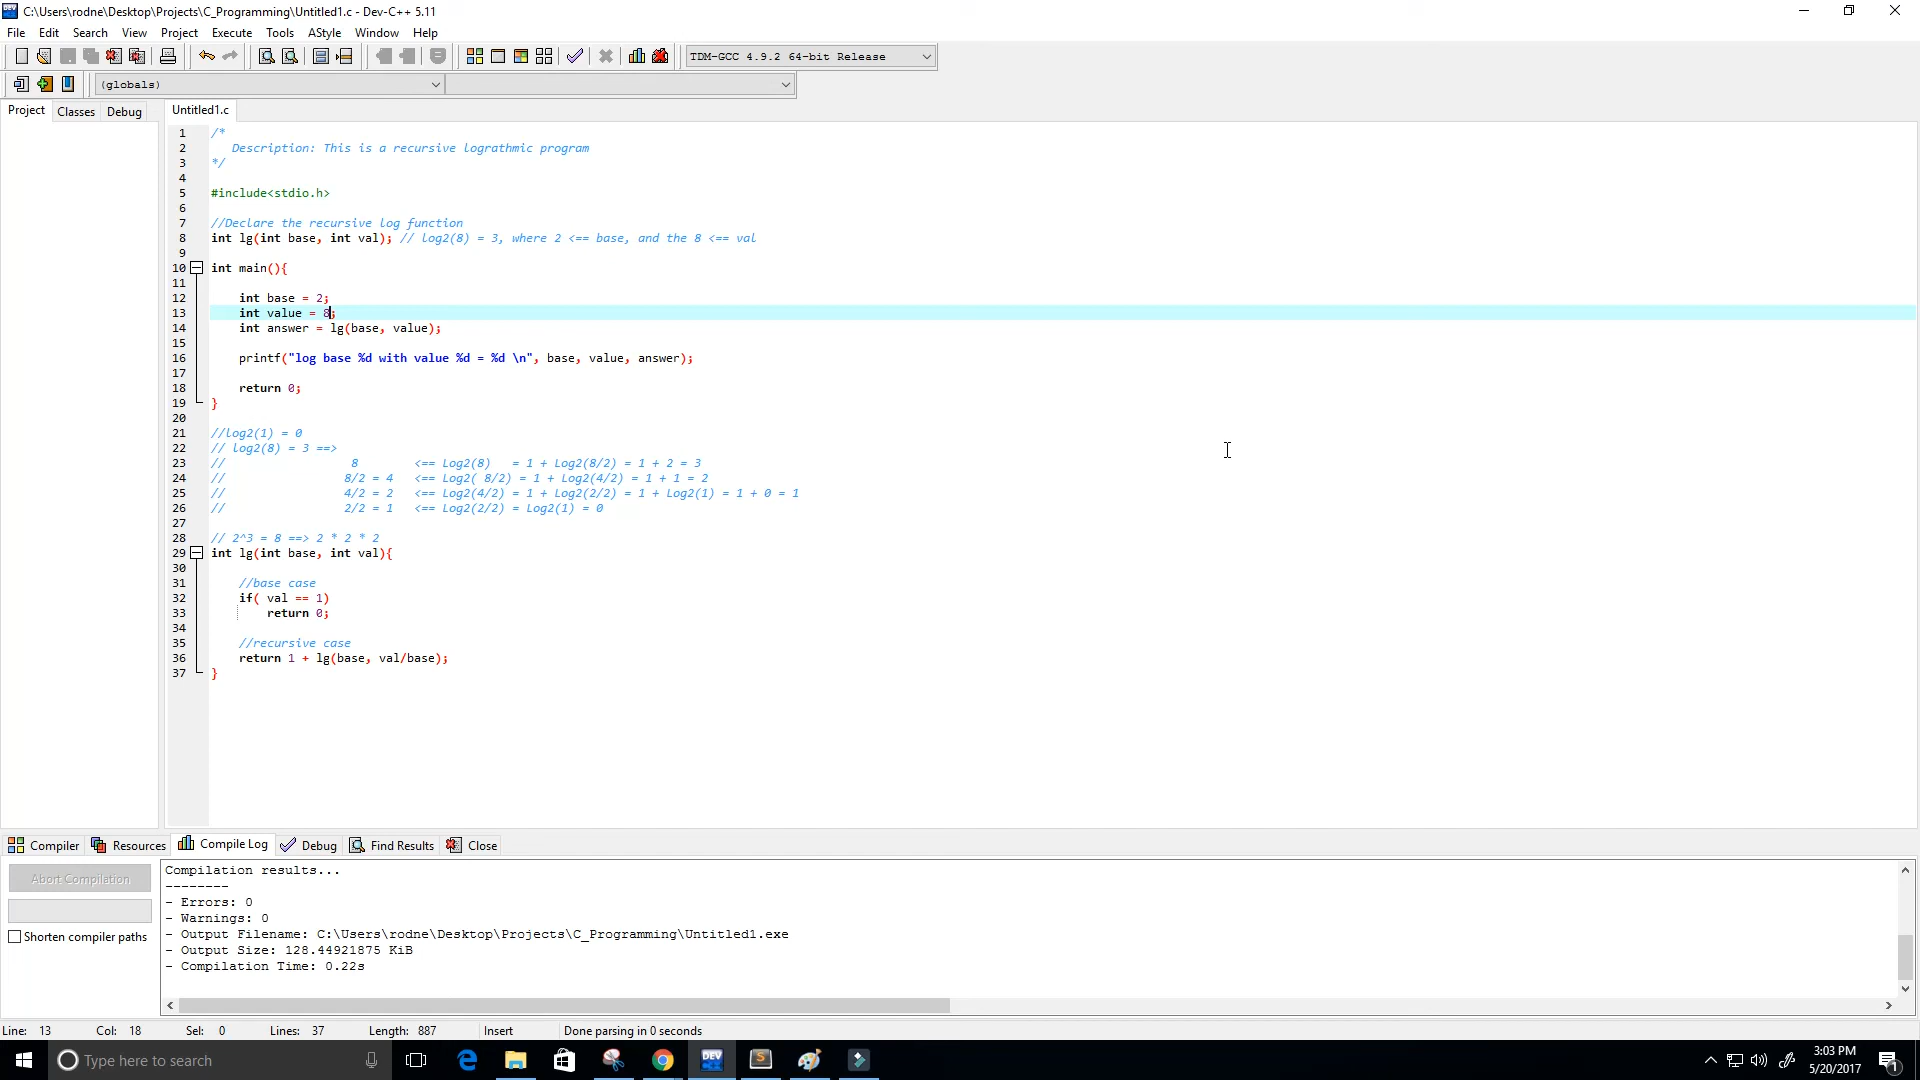 C:\Users\rodne\Desktop\Projects\C_Programming\Untitled1.c - Dev-C++ 5.11
File Edit Search View Project Execute Tools AStyle Window Help
TDM-GCC 4.9.2 64-bit Release
(globals)
Project Classes Debug Untitled1.c
1 /*
2 Description: This is a recursive lograthmic program
3 */
4
5 #include<stdio.h>
6
7 //Declare the recursive log function
8 int lg(int base, int val); // log2(8) = 3, where 2 <== base, and the 8 <== val
9
10 int main(){
11
12 int base = 2;
13 int value = 8;
14 int answer = lg(base, value);
15
16 printf("log base %d with value %d = %d \n", base, value, answer);
17
18 return 0;
19 }
20
21 //log2(1) = 0
22 // log2(8) = 3 ==>
23 // 8 <== Log2(8) = 1 + Log2(8/2) = 1 + 2 = 3
24 // 8/2 = 4 <== Log2( 8/2) = 1 + Log2(4/2) = 1 + 1 = 2
25 // 4/2 = 2 <== Log2(4/2) = 1 + Log2(2/2) = 1 + Log2(1) = 1 + 0 = 1
26 // 2/2 = 1 <== Log2(2/2) = Log2(1) = 0
27
28 // 2^3 = 8 ==> 2 * 2 * 2
29 int lg(int base, int val){
30
31 //base case
32 if( val == 1)
33 return 0;
34
35 //recursive case
36 return 1 + lg(base, val/base);
37 }
Compiler Resources Compile Log Debug Find Results Close
Abort Compilation
Shorten compiler paths
Compilation results...
--------
- Errors: 0
- Warnings: 0
- Output Filename: C:\Users\rodne\Desktop\Projects\C_Programming\Untitled1.exe
- Output Size: 128.44921875 KiB
- Compilation Time: 0.22s
Line: 13 Col: 18 Sel: 0 Lines: 37 Length: 887 Insert Done parsing in 0 seconds
Type here to search
DEV
S
3:03 PM
5/20/2017
1